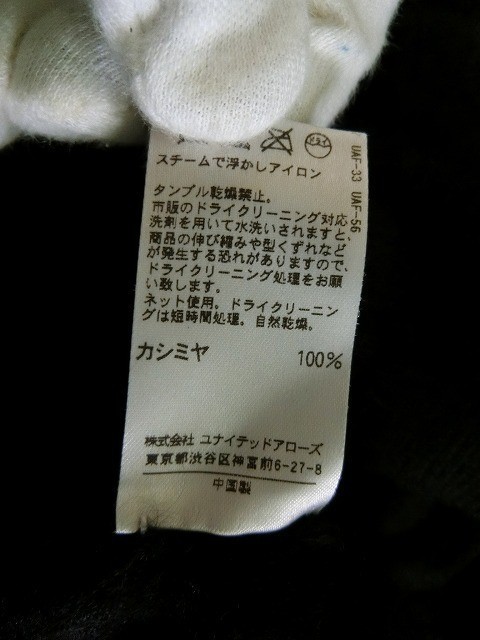 ドライ
スチームで浮かしアイロン
UAF-33 UAF-56
タンブル乾燥禁止。
市販のドライクリーニング対応
洗剤を用いて水洗いされますと、
商品の伸び縮みや型くずれなど
が発生する恐れがありますので、
ドライクリーニング処理をお願
い致します。
ネット使用。ドライクリーニン
グは短時間処理。自然乾燥。
カシミヤ 100%
株式会社 ユナイテッドアローズ
東京都渋谷区神宮前6-27-8
中国製